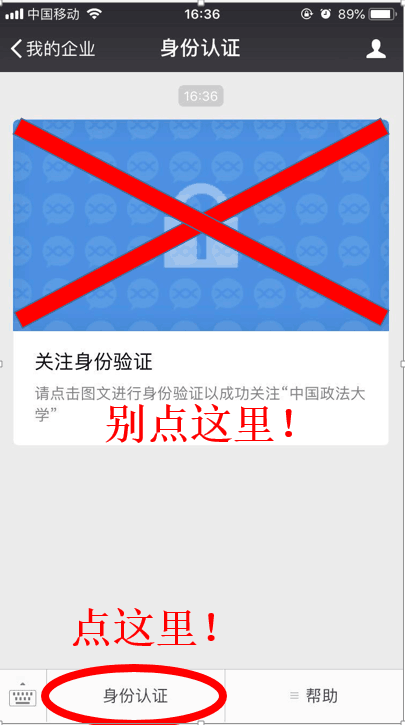 中国移动 16:36 89%
我的企业 身份认证
16:36
关注身份验证
请点击图文进行身份验证以成功关注“中国政法大
学”
别点这里！
点这里！
身份认证 帮助